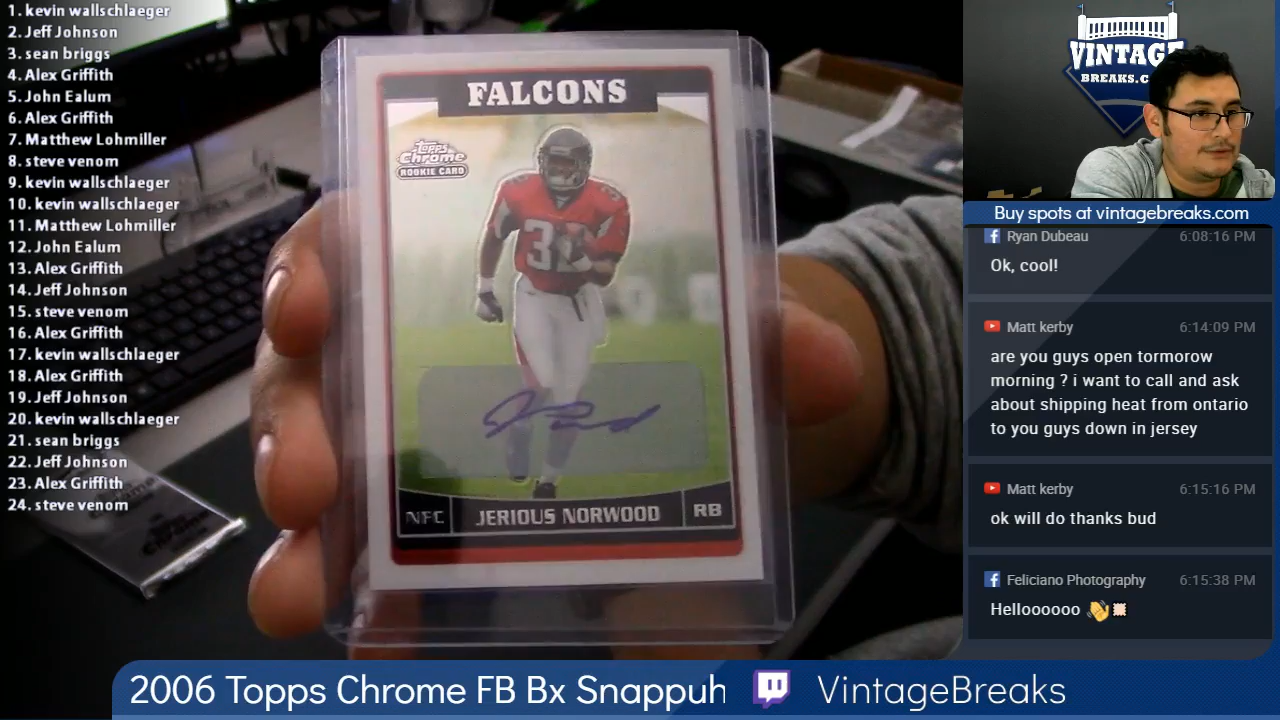 1. kevin wallschlaeger
2. Jeff Johnson
3. sean briggs
4. Alex Griffith
5. John Ealum
6. Alex Griffith
7. Matthew Lohmiller
8. steve venom
9. kevin wallschlaeger
10. kevin wallschlaeger
11. Matthew Lohmiller
12. John Ealum
13. Alex Griffith
14. Jeff Johnson
15. steve venom
16. Alex Griffith
17. kevin wallschlaeger
18. Alex Griffith
19. Jeff Johnson
20. kevin wallschlaeger
21. sean briggs
22. Jeff Johnson
23. Alex Griffith
24. steve venom
FALCONS
Topps
Chrome
ROOKIE CARD
32
NFC JERIOUS NORWOOD RB
VINTAGE
BREAKS.C
Buy spots at vintagebreaks.com
Ryan Dubeau 6:08:16 PM
Ok, cool!
Matt kerby 6:14:09 PM
are you guys open tormorow
morning ? i want to call and ask
about shipping heat from ontario
to you guys down in jersey
Matt kerby 6:15:16 PM
ok will do thanks bud
Feliciano Photography 6:15:38 PM
Helloooooo 👋🏻
2006 Topps Chrome FB Bx Snappuh
VintageBreaks